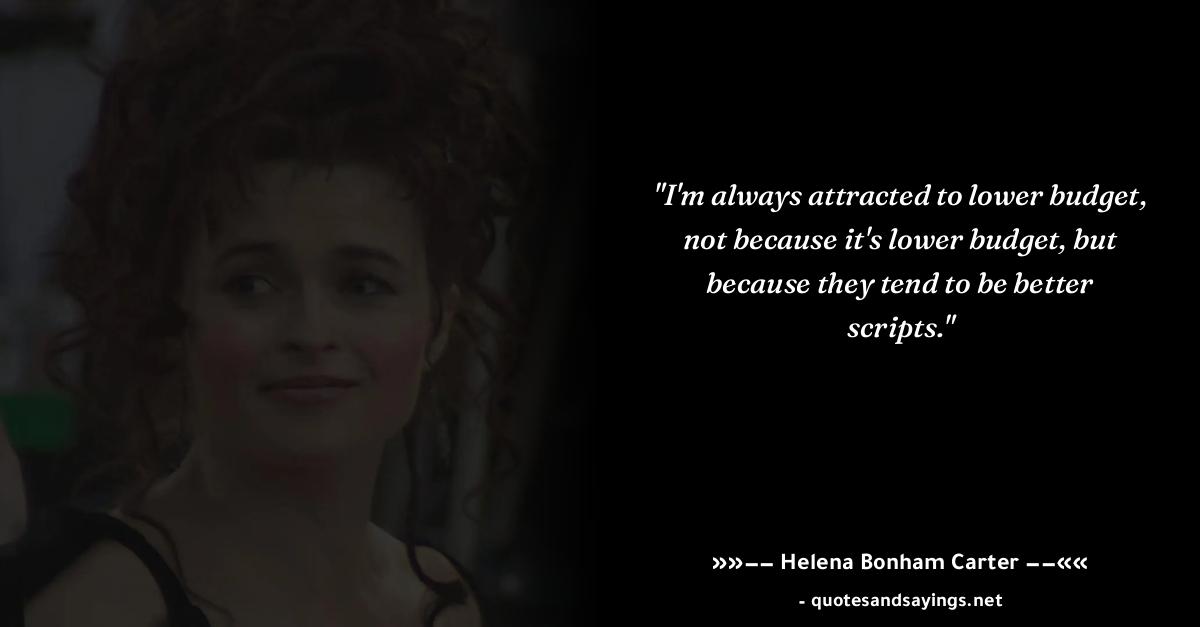 "I'm always attracted to lower budget,
not because it's lower budget, but
because they tend to be better
scripts."
»»−− Helena Bonham Carter −−««
- quotesandsayings.net